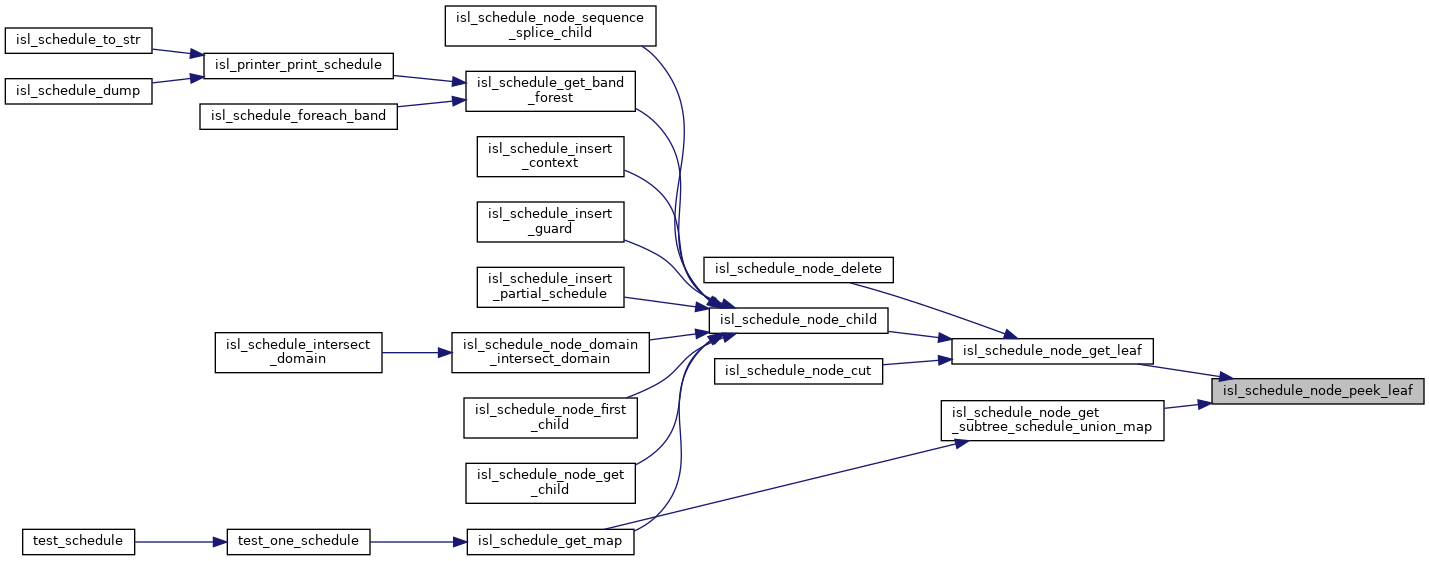 isl_schedule_node_sequence
_splice_child
isl_schedule_to_str
isl_printer_print_schedule
isl_schedule_dump
isl_schedule_get_band
_forest
isl_schedule_foreach_band
isl_schedule_insert
_context
isl_schedule_insert
_guard
isl_schedule_node_delete
isl_schedule_insert
_partial_schedule
isl_schedule_node_child
isl_schedule_intersect
_domain
isl_schedule_node_domain
_intersect_domain
isl_schedule_node_get_leaf
isl_schedule_node_cut
isl_schedule_node_peek_leaf
isl_schedule_node_first
_child
isl_schedule_node_get
_subtree_schedule_union_map
isl_schedule_node_get
_child
test_schedule
test_one_schedule
isl_schedule_get_map